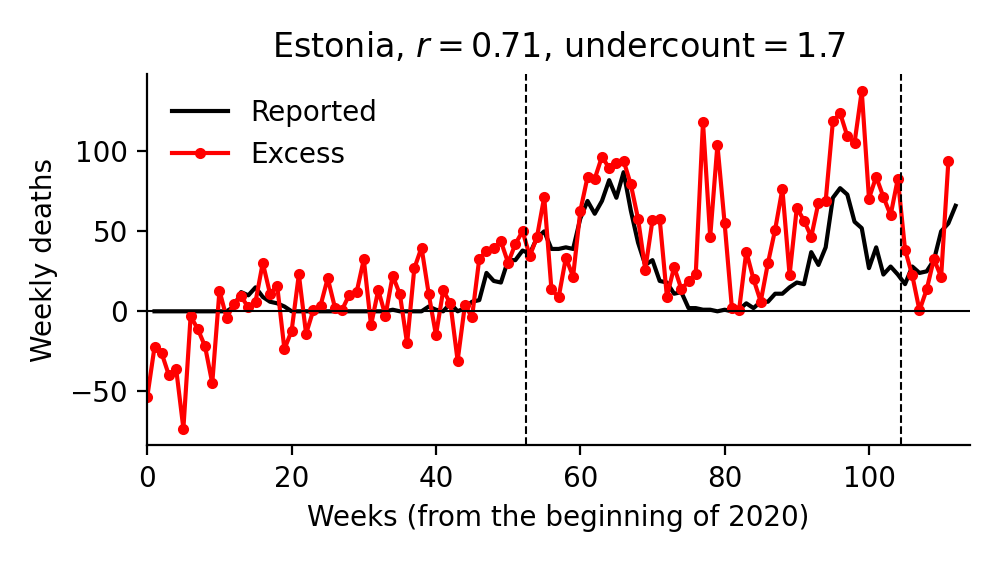 Estonia, r = 0.71, undercount = 1.7
Reported
Excess
Weekly deaths
100
50
0
−50
0 20 40 60 80 100
Weeks (from the beginning of 2020)